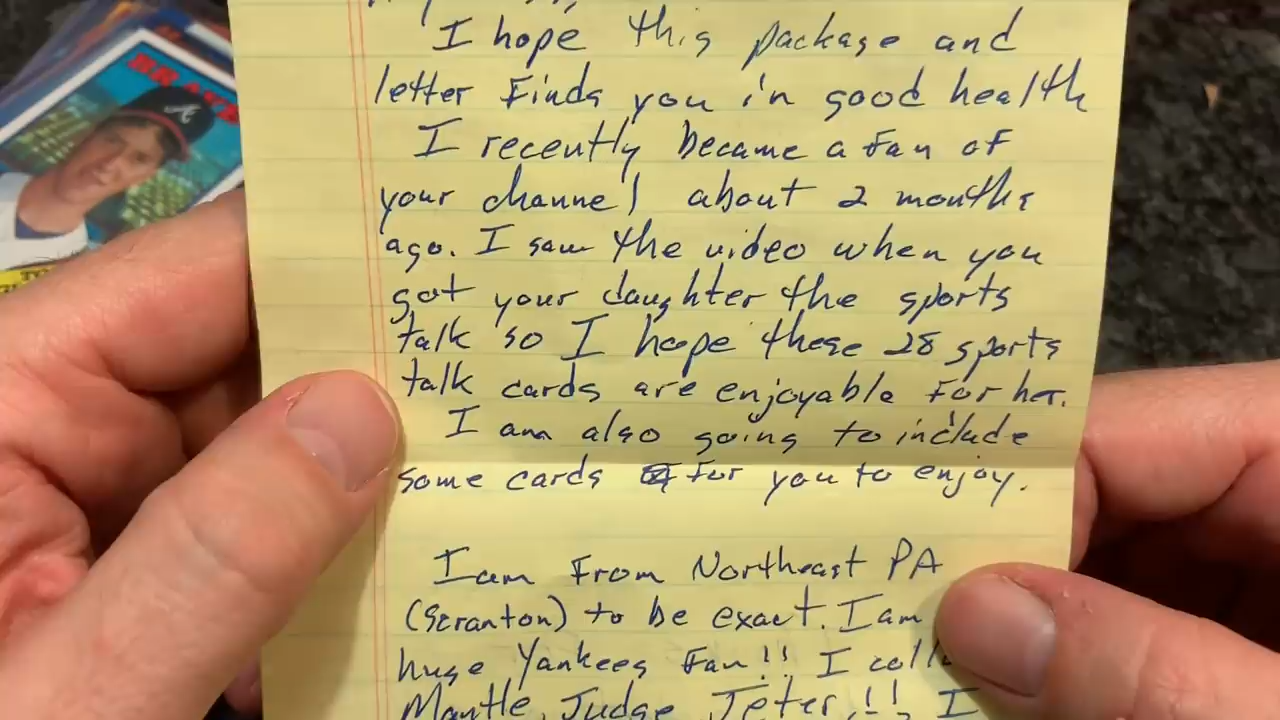 I hope this package and
letter finds you in good health
I recently became a fan of
your channel about 2 months
ago. I saw the video when you
got your daughter the sports
talk so I hope these 28 sports
talk cards are enjoyable for her.
I am also going to include
some cards for you to enjoy.
I am from Northeast PA
(Scranton) to be exact. I am
huge Yankees fan!! I
Mantle, Judge, Jeter!!, I
BRAVES
A